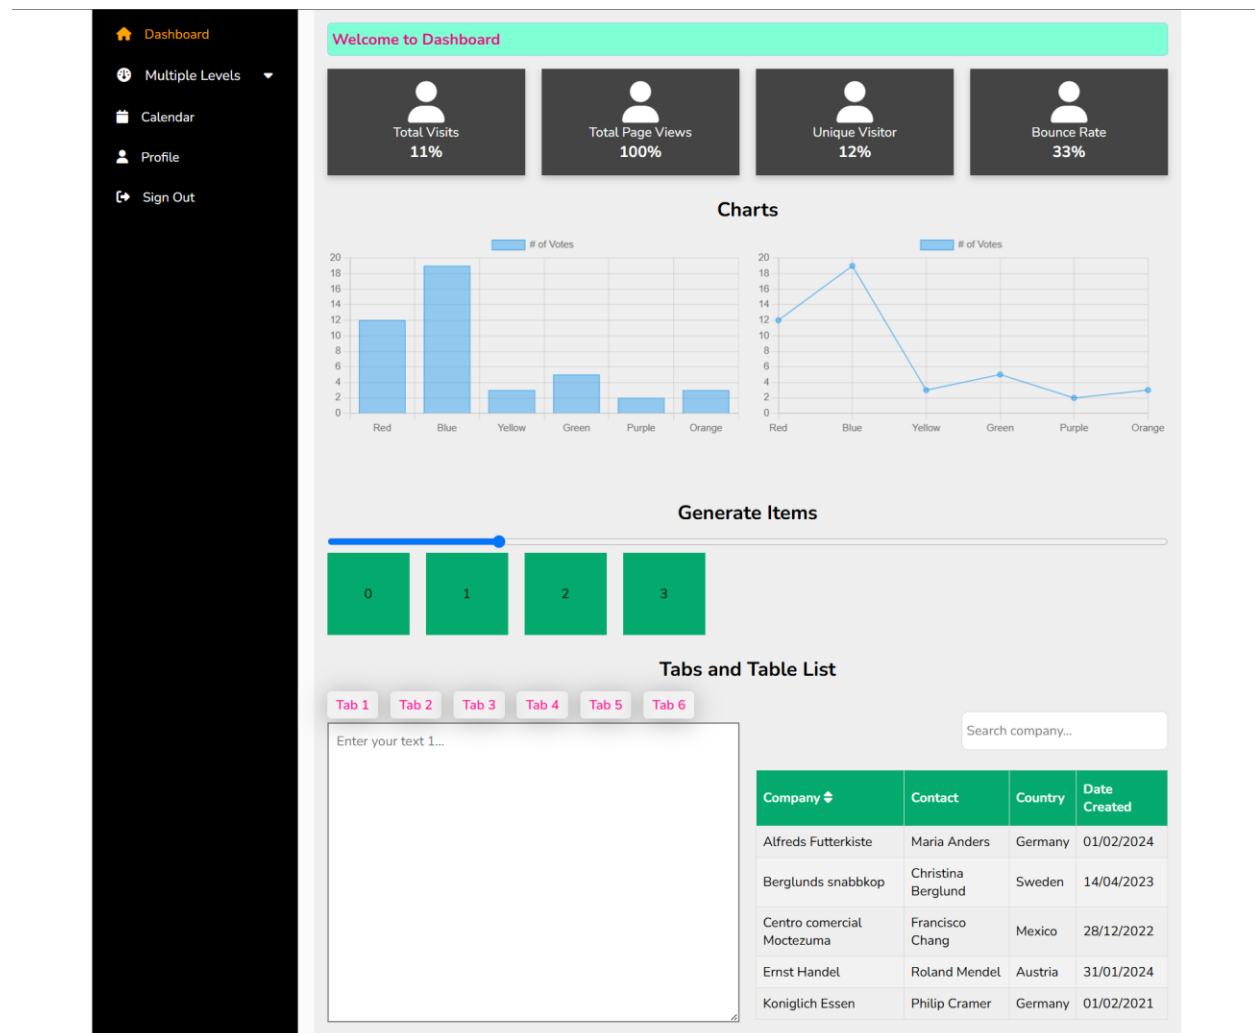 Dashboard
Multiple Levels
Calendar
Profile
Sign Out
Welcome to Dashboard
Total Visits
11%
Total Page Views
100%
Unique Visitor
12%
Bounce Rate
33%
Charts
# of Votes
20
18
16
14
12
10
8
6
4
2
0
Red Blue Yellow Green Purple Orange
# of Votes
20
18
16
14
12
10
8
6
4
2
0
Red Blue Yellow Green Purple Orange
Generate Items
0 1 2 3
Tabs and Table List
Tab 1 Tab 2 Tab 3 Tab 4 Tab 5 Tab 6
Enter your text 1...
Search company...
Company Contact Country Date
Created
Alfreds Futterkiste Maria Anders Germany 01/02/2024
Berglunds snabbkop Christina
Berglund Sweden 14/04/2023
Centro comercial
Moctezuma Francisco
Chang Mexico 28/12/2022
Ernst Handel Roland Mendel Austria 31/01/2024
Koniglich Essen Philip Cramer Germany 01/02/2021